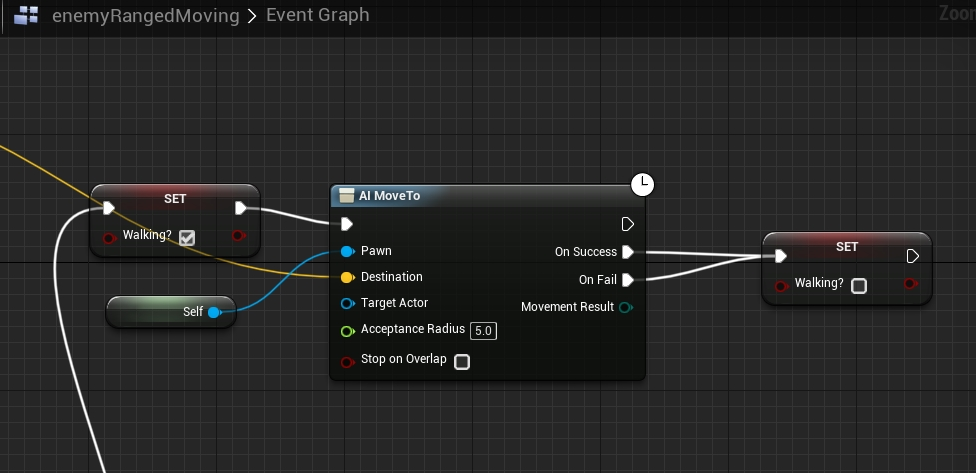 enemyRangedMoving > Event Graph
Zoom
SET
Walking?
Self
AI MoveTo
Pawn
Destination
Target Actor
Acceptance Radius 5.0
Stop on Overlap
On Success
On Fail
Movement Result
SET
Walking?